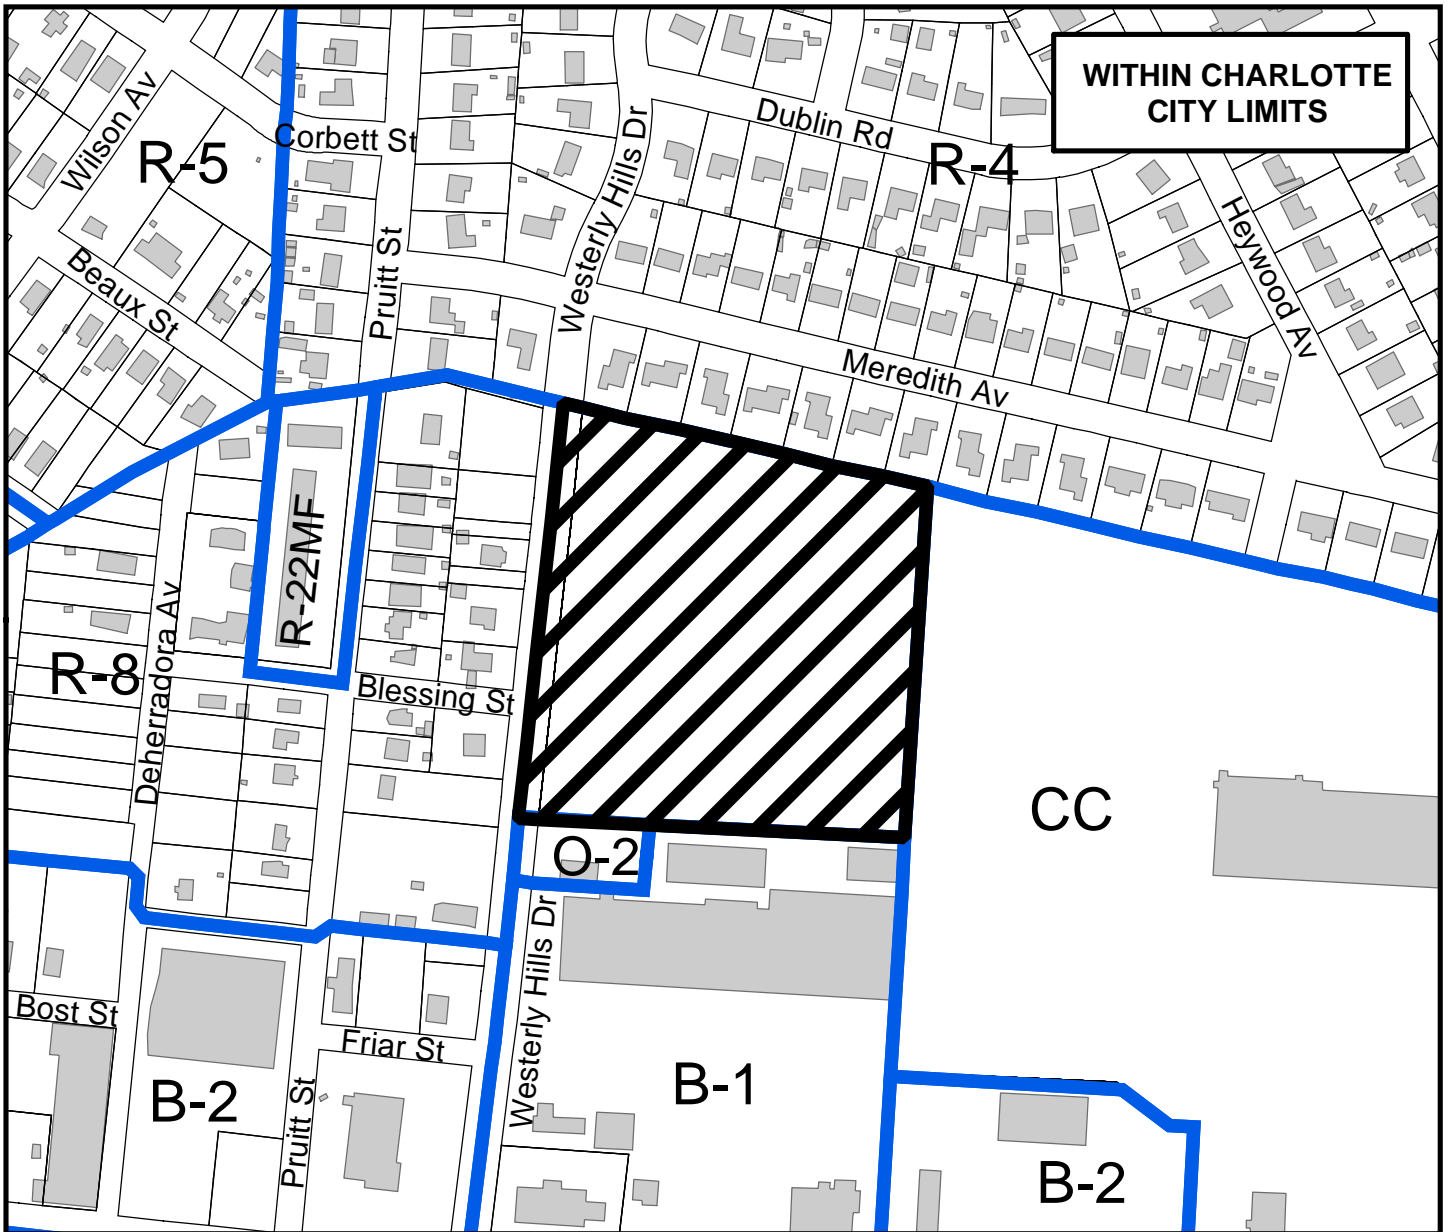 WITHIN CHARLOTTE
CITY LIMITS
Wilson Av
R-5
Corbett St
Westerly Hills Dr
Dublin Rd
R-4
Heywood Av
Beaux St
Pruitt St
Meredith Av
R-22MF
R-8
Deherradora Av
Blessing St
CC
O-2
Westerly Hills Dr
Bost St
Friar St
B-2
Pruitt St
B-1
B-2